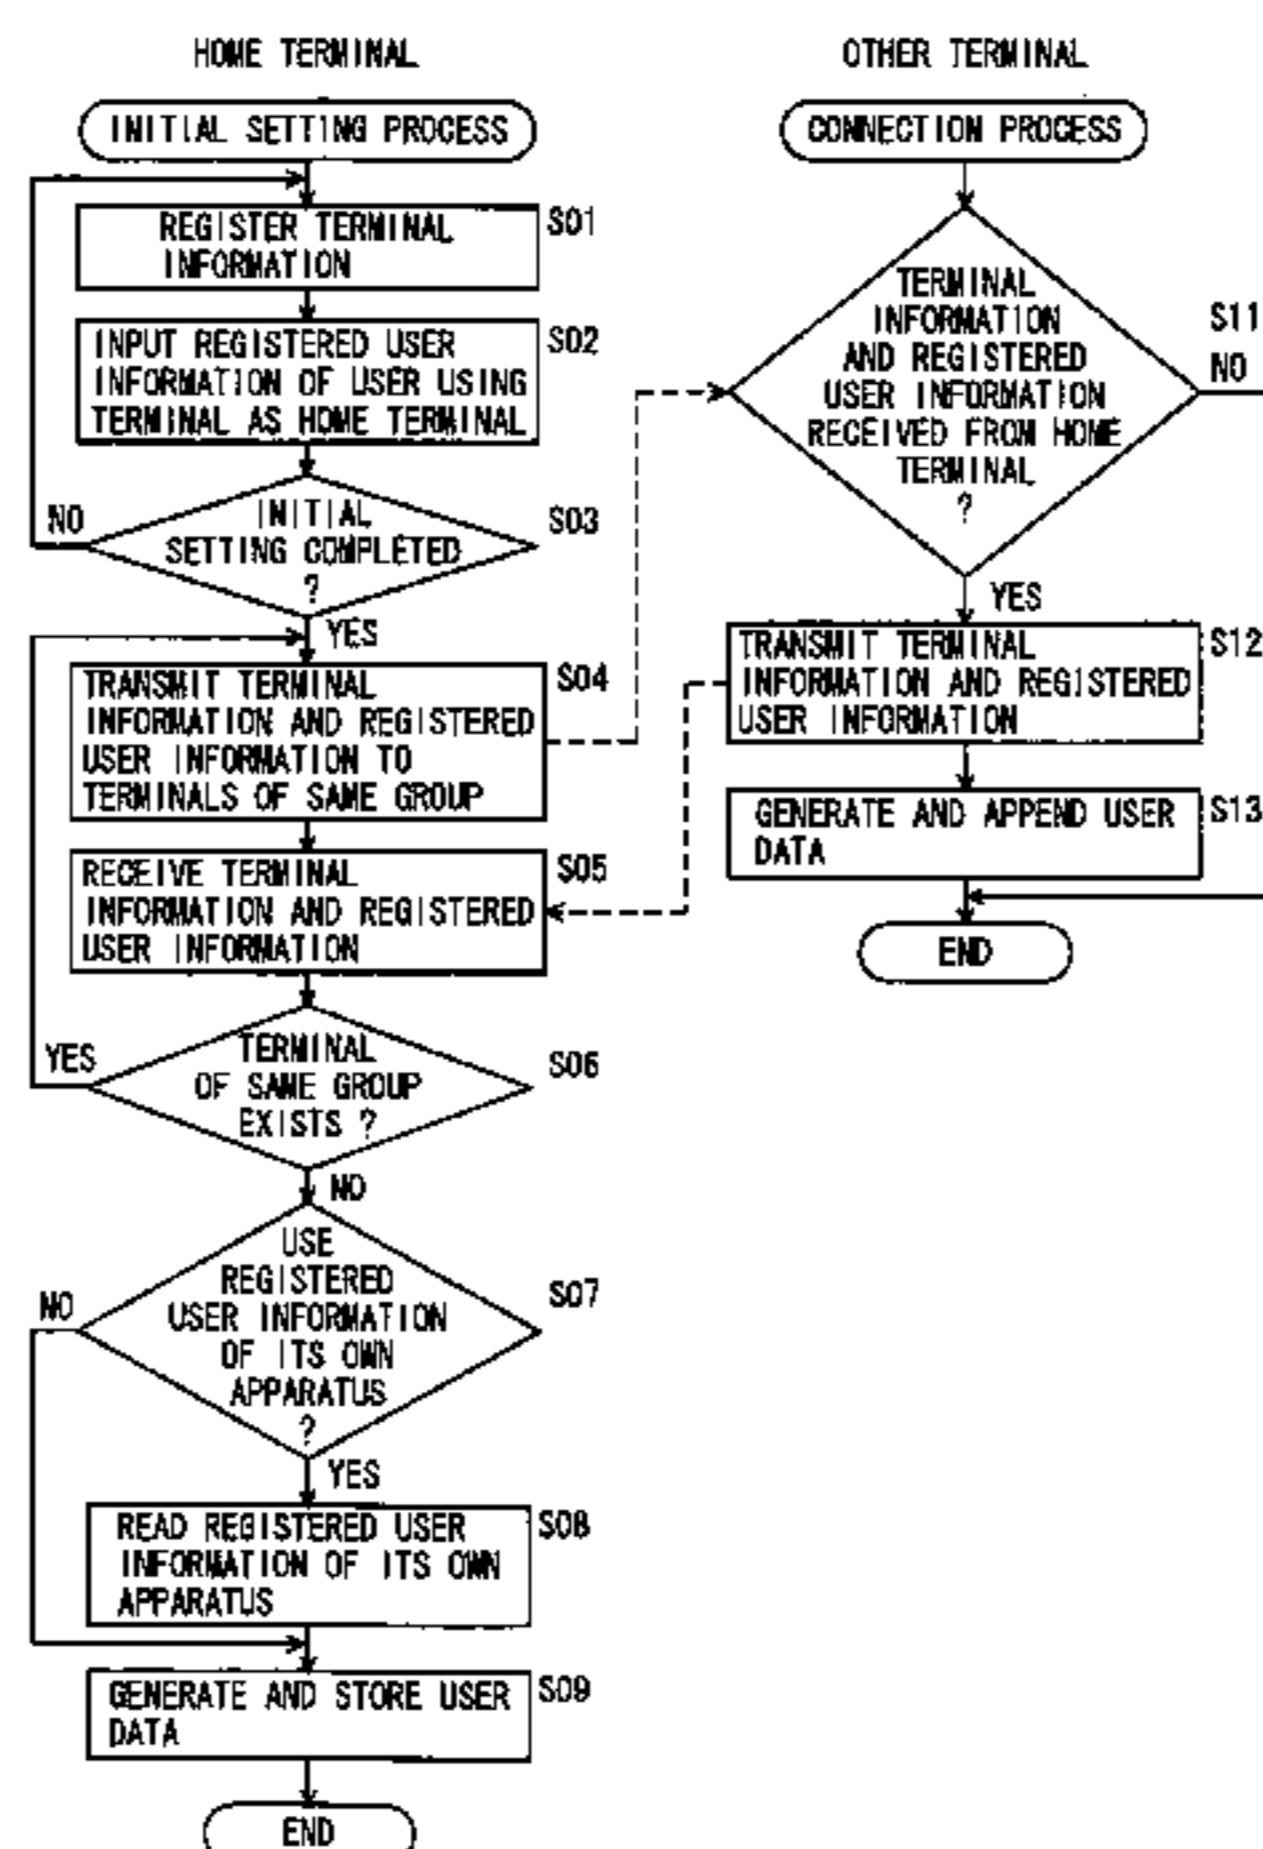 HOME TERMINAL
INITIAL SETTING PROCESS
REGISTER TERMINAL
INFORMATION
S01
INPUT REGISTERED USER
INFORMATION OF USER USING
TERMINAL AS HOME TERMINAL
S02
INITIAL
SETTING COMPLETED
?
S03
NO
YES
TRANSMIT TERMINAL
INFORMATION AND REGISTERED
USER INFORMATION TO
TERMINALS OF SAME GROUP
S04
RECEIVE TERMINAL
INFORMATION AND REGISTERED
USER INFORMATION
S05
TERMINAL
OF SAME GROUP
EXISTS ?
S06
YES
NO
USE
REGISTERED
USER INFORMATION
OF ITS OWN
APPARATUS
?
S07
NO
YES
READ REGISTERED USER
INFORMATION OF ITS OWN
APPARATUS
S08
GENERATE AND STORE USER
DATA
S09
END
OTHER TERMINAL
CONNECTION PROCESS
TERMINAL
INFORMATION
AND REGISTERED
USER INFORMATION
RECEIVED FROM HOME
TERMINAL
?
S11
NO
YES
TRANSMIT TERMINAL
INFORMATION AND REGISTERED
USER INFORMATION
S12
GENERATE AND APPEND USER
DATA
S13
END